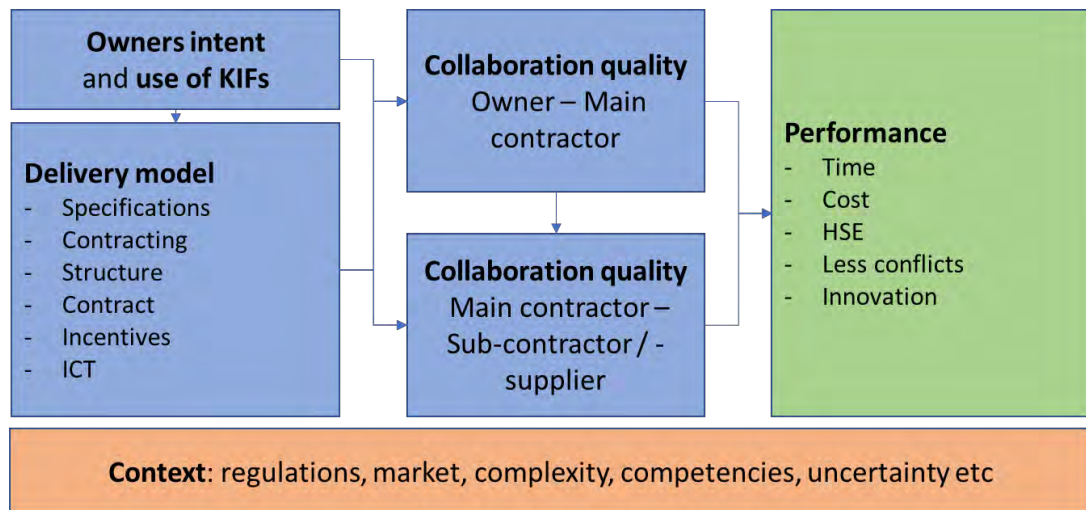 Owners intent
and use of KIFs
Delivery model
- Specifications
- Contracting
- Structure
- Contract
- Incentives
- ICT
Collaboration quality
Owner – Main
contractor
Collaboration quality
Main contractor –
Sub-contractor / -
supplier
Performance
- Time
- Cost
- HSE
- Less conflicts
- Innovation
Context: regulations, market, complexity, competencies, uncertainty etc